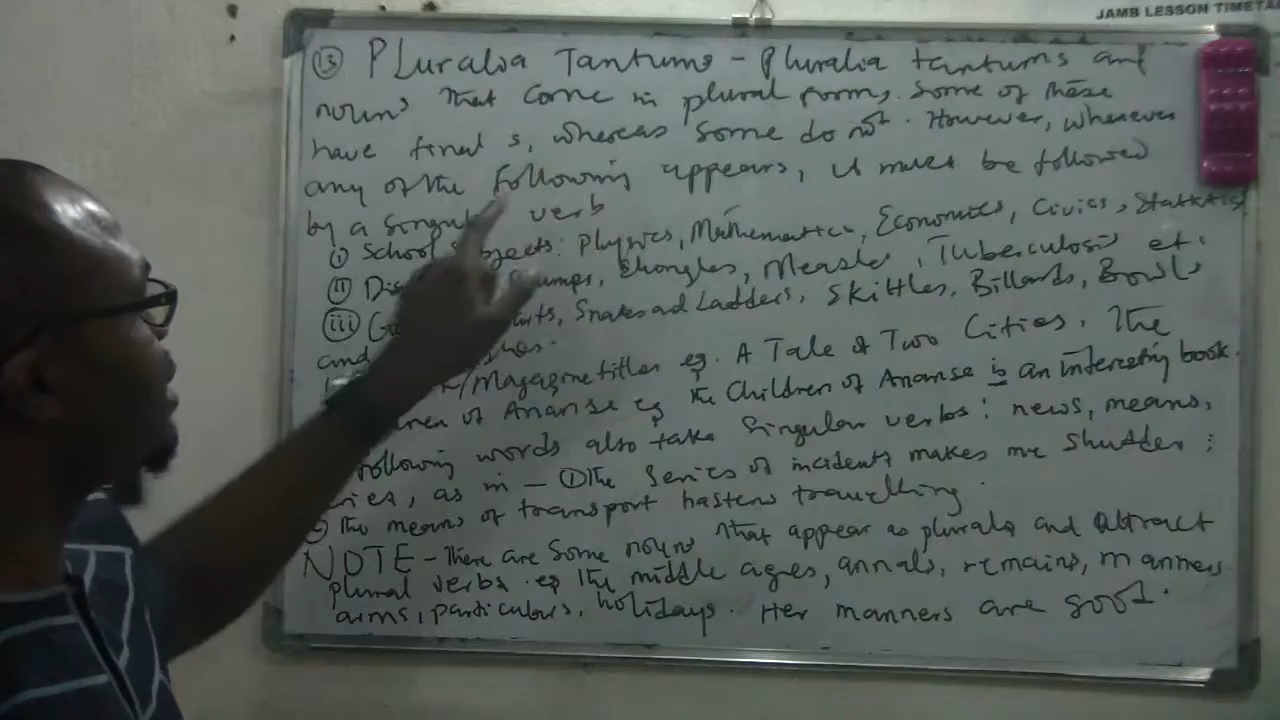 JAMB LESSON TIMETA
13 Pluralia Tantums - Pluralia tantums are
nouns that come in plural forms. Some of these
have final s, whereas some do not. However, whenever
any of the following appears, it must be followed
by a singular verb
i School subjects: Physics, Mathematics, Economics, Civics, Statistics
ii Mumps, Shingles, Measles, Tuberculosis etc.
iii Snakes and Ladders, Skittles, Billards, Bowls
and
/Magazine titles eg. A Tale of Two Cities, The
of Ananse eg The Children of Ananse is an interesting book.
following words also take singular verbs: news, means,
as in - 1 The series of incidents makes me shudder;
The means of transport hastens travelling.
NOTE - There are some nouns that appear as plurals and attract
plural verbs. eg The middle ages, annals, remains, manners
arms, particulars, holidays. Her manners are good.